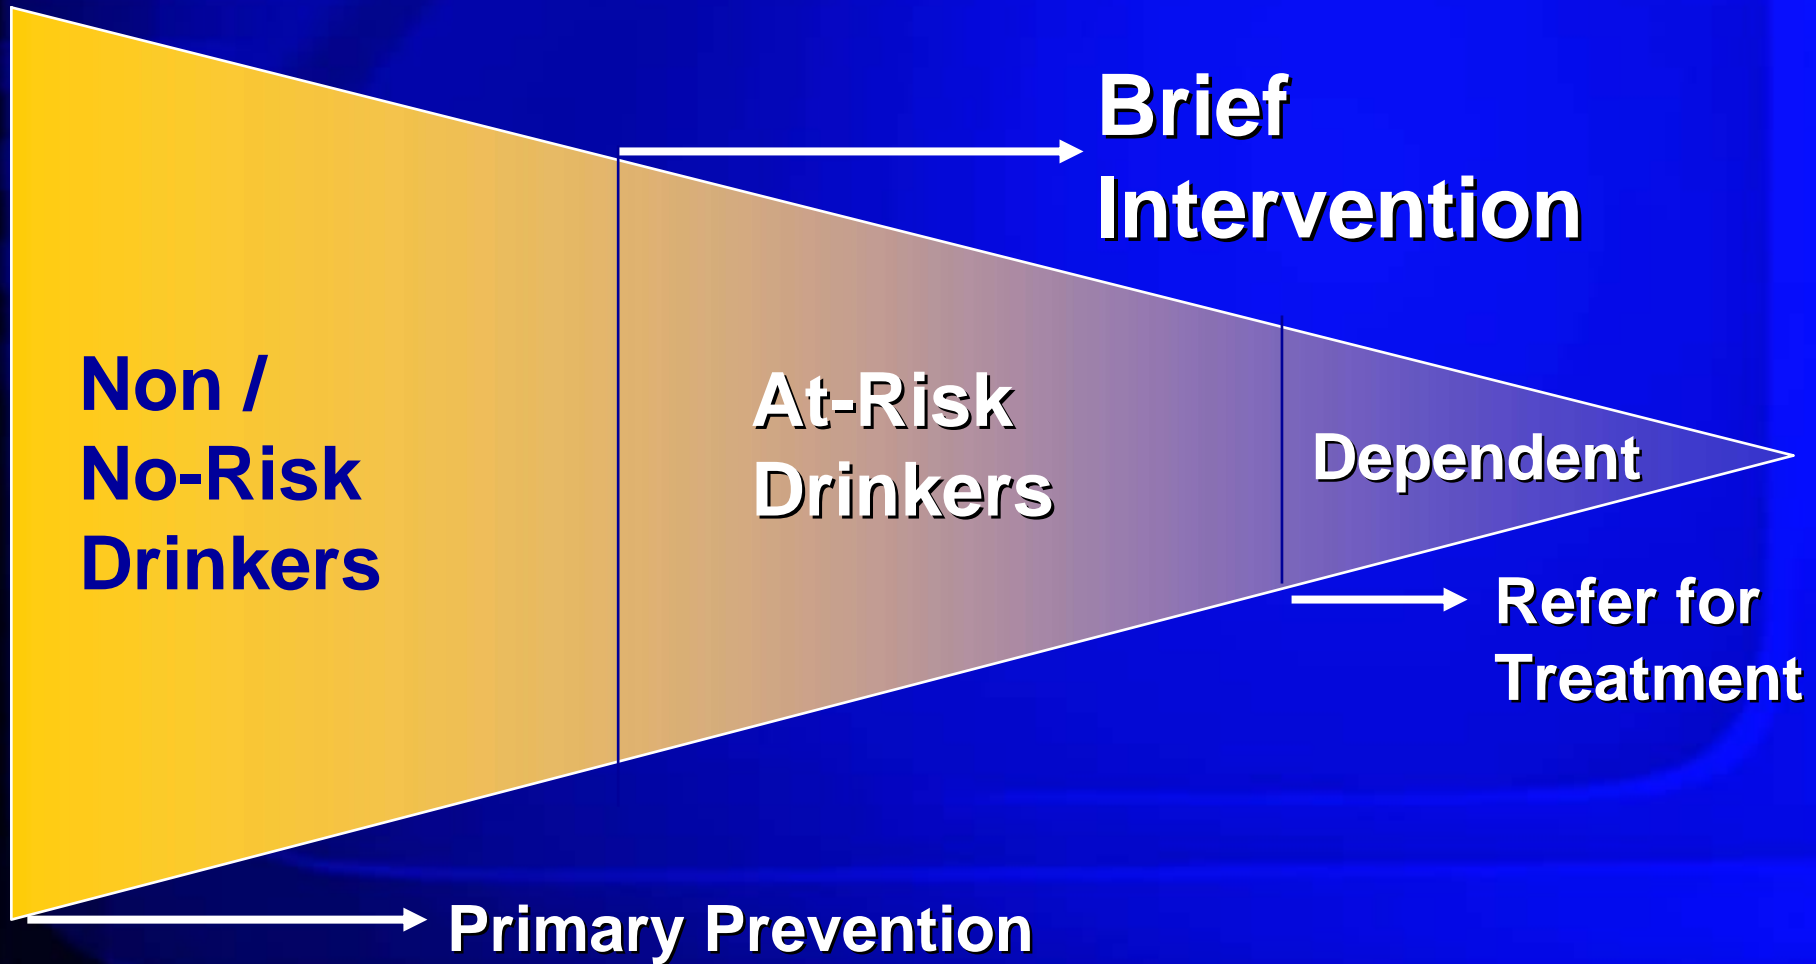 Brief
Intervention
Non /
No-Risk
Drinkers
At-Risk
Drinkers
Dependent
Refer for
Treatment
Primary Prevention